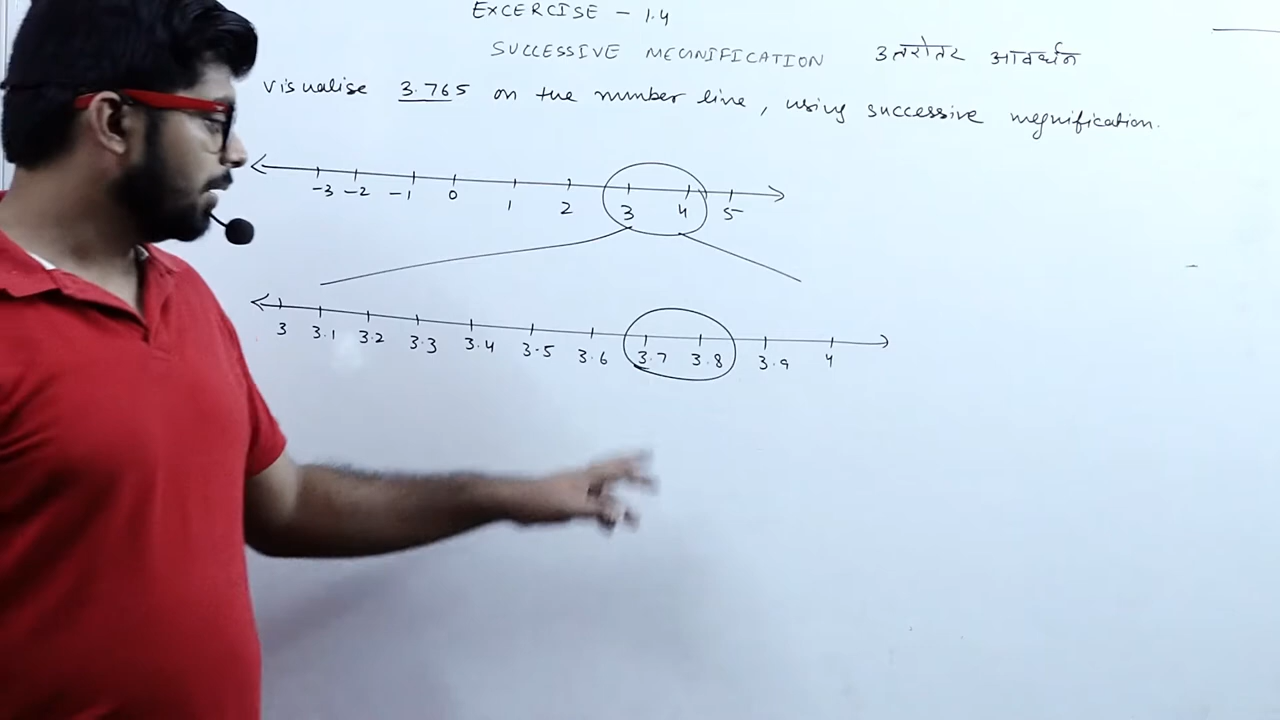 EXCERCISE - 1.4
SUCCESSIVE MEGNIFICATION उतरोतर आवर्धन
visualise 3.765 on the number line, using successive megnification.
-3 -2 -1 0 1 2 3 4 5
3 3.1 3.2 3.3 3.4 3.5 3.6 3.7 3.8 3.9 4